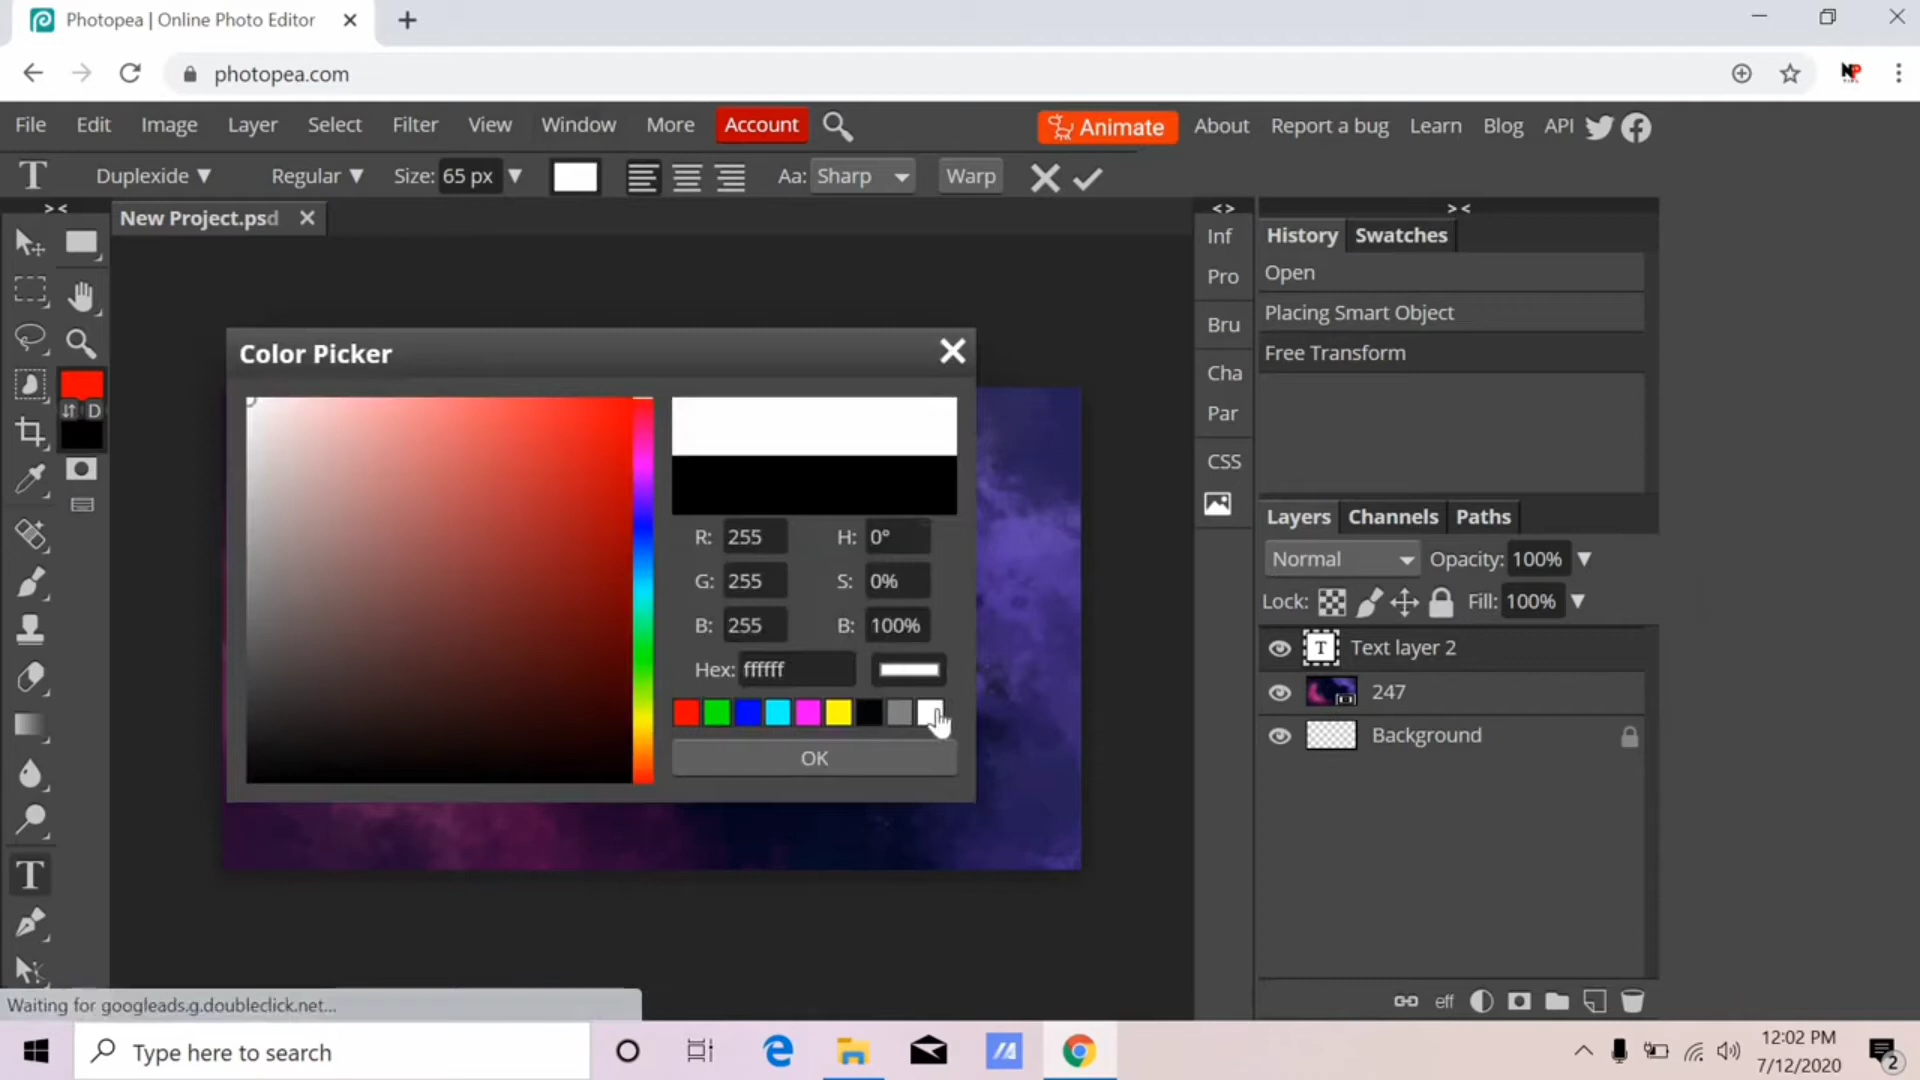 Photopea | Online Photo Editor
photopea.com
File Edit Image Layer Select Filter View Window More Account Animate About Report a bug Learn Blog API
T Duplexide Regular Size: 65 px Aa: Sharp Warp
> <
New Project.psd
< >
> <
Inf
Pro
Bru
Cha
Par
CSS
History Swatches
Open
Placing Smart Object
Free Transform
D
T
Color Picker
R: 255 H: 0°
G: 255 S: 0%
B: 255 B: 100%
Hex: ffffff
OK
Layers Channels Paths
Normal Opacity: 100%
Lock: Fill: 100%
T Text layer 2
247
Background
eff
Waiting for googleads.g.doubleclick.net...
Type here to search
12:02 PM
7/12/2020
2